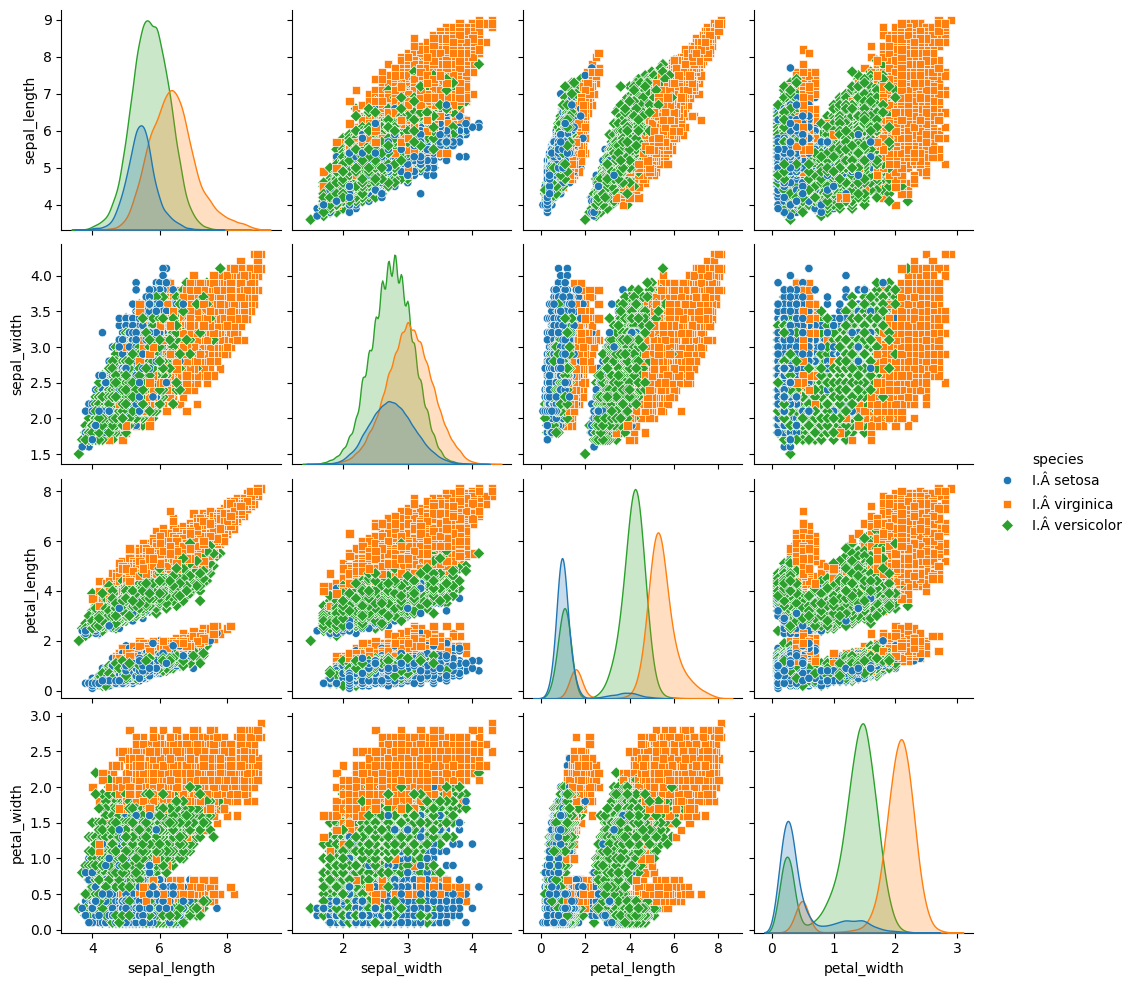 9
8
7
6
5
4
sepal_length
4.0
3.5
3.0
2.5
2.0
1.5
sepal_width
8
6
4
2
0
petal_length
species
I.Â setosa
I.Â virginica
I.Â versicolor
3.0
2.5
2.0
1.5
1.0
0.5
0.0
petal_width
4 6 8
sepal_length
2 3 4
sepal_width
0 2 4 6 8
petal_length
0 1 2 3
petal_width